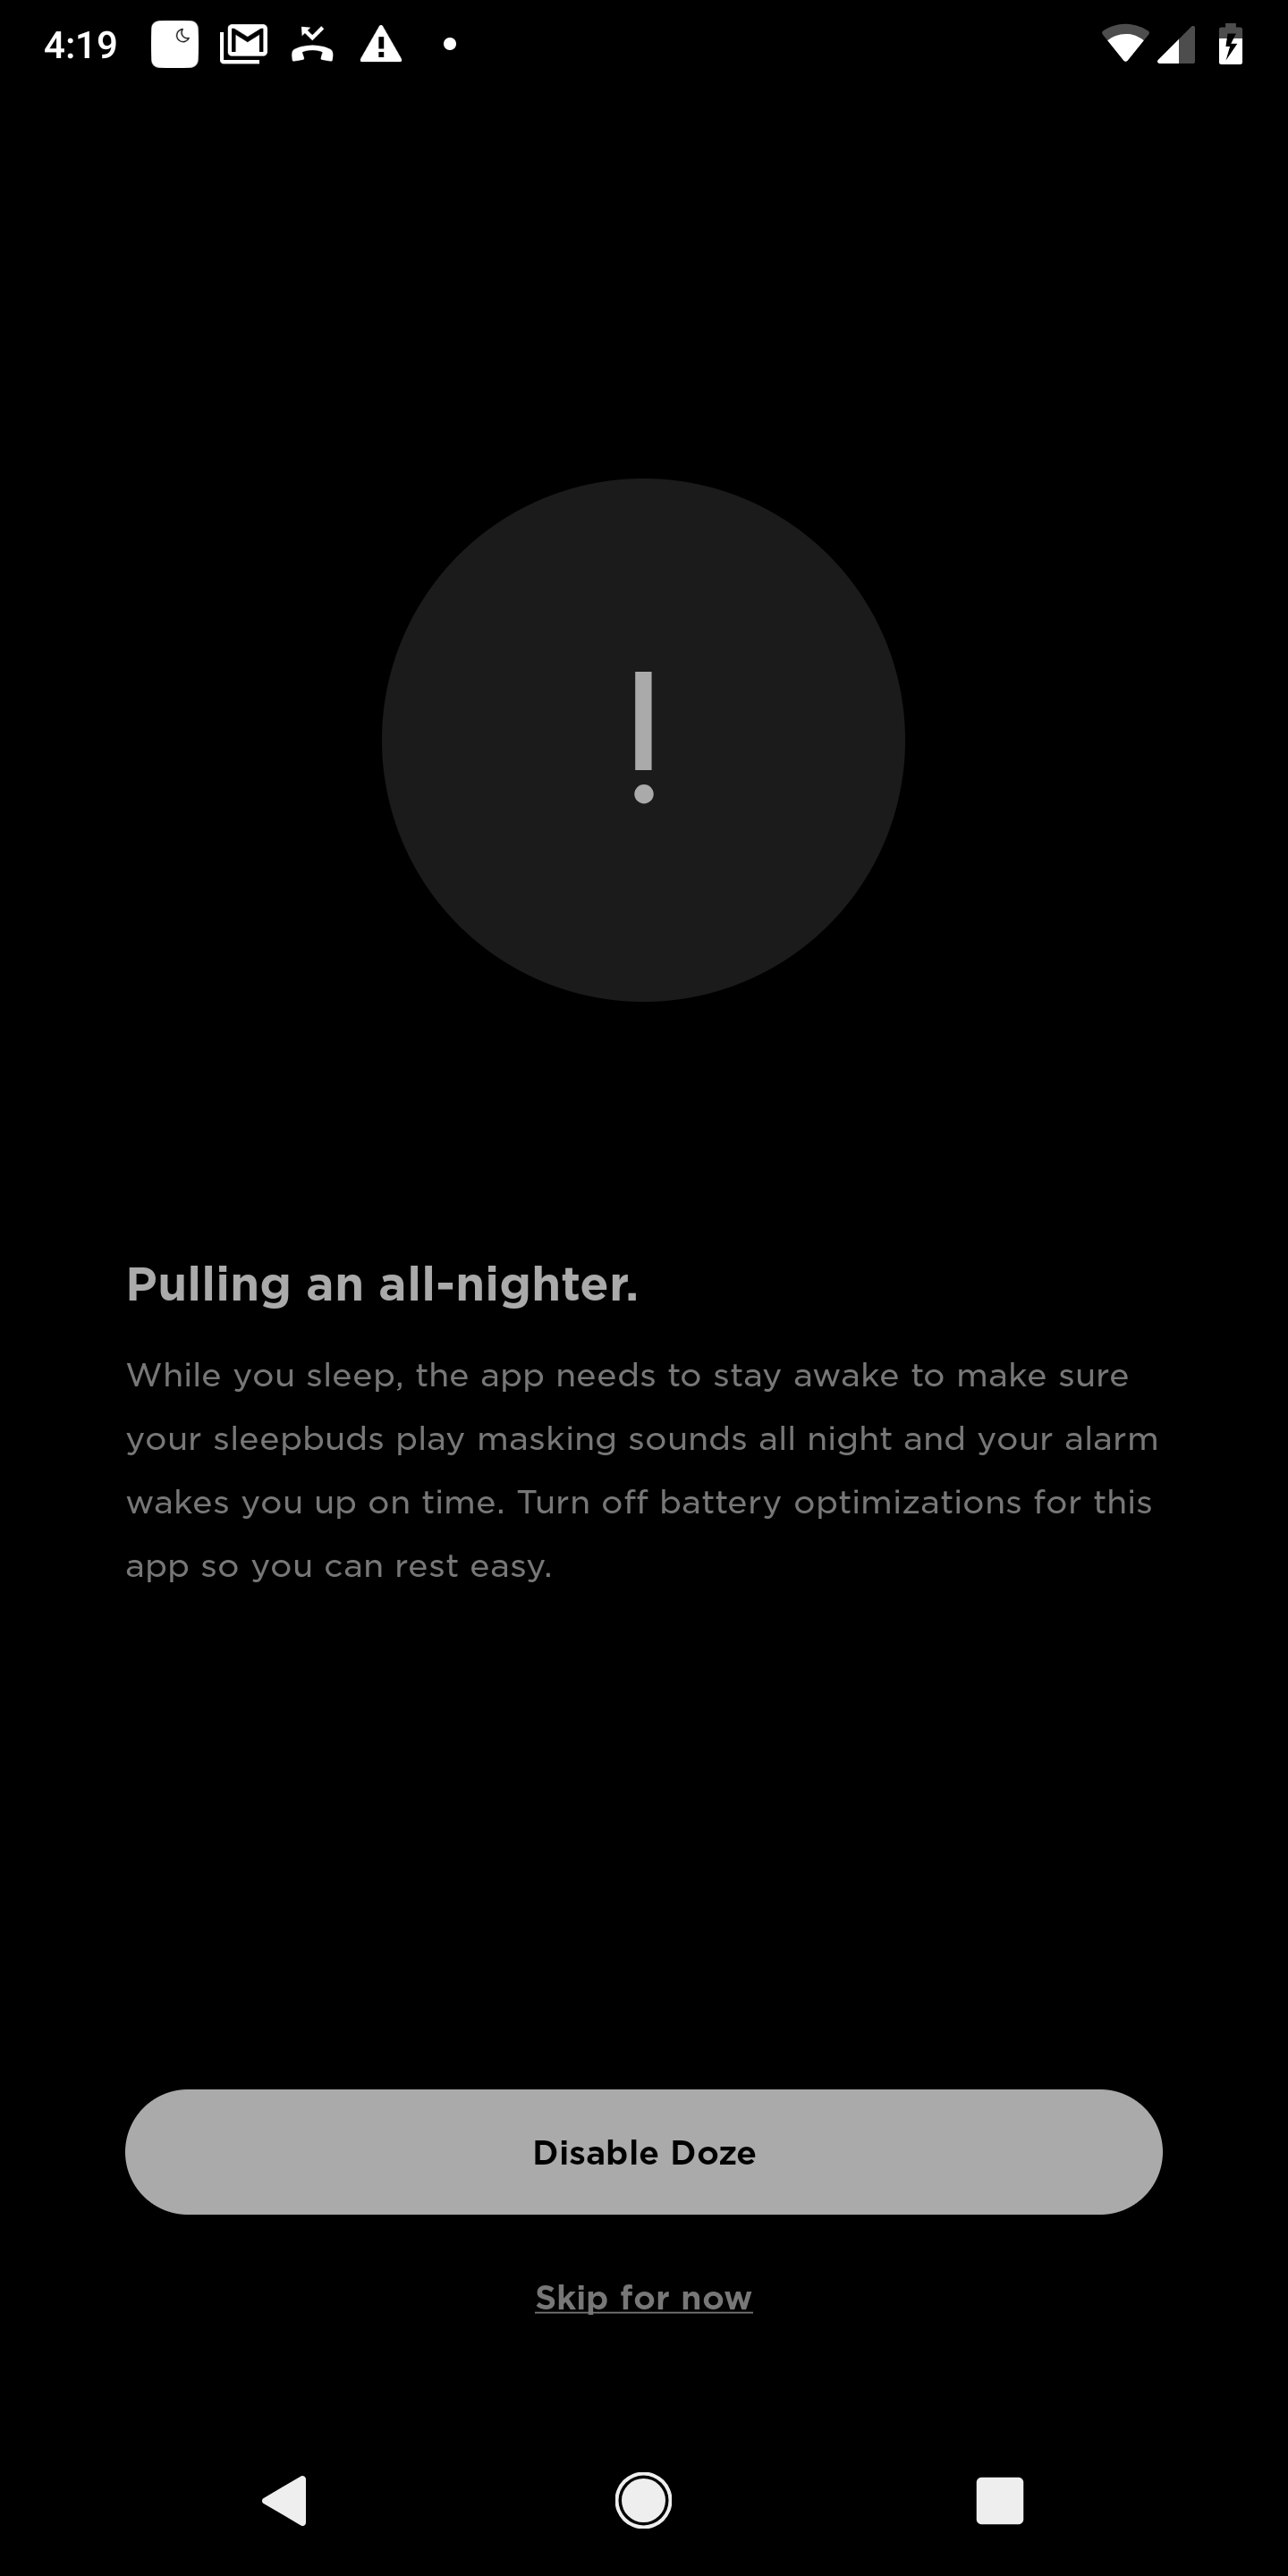 4:19
Pulling an all-nighter.
While you sleep, the app needs to stay awake to make sure
your sleepbuds play masking sounds all night and your alarm
wakes you up on time. Turn off battery optimizations for this
app so you can rest easy.
Disable Doze
Skip for now